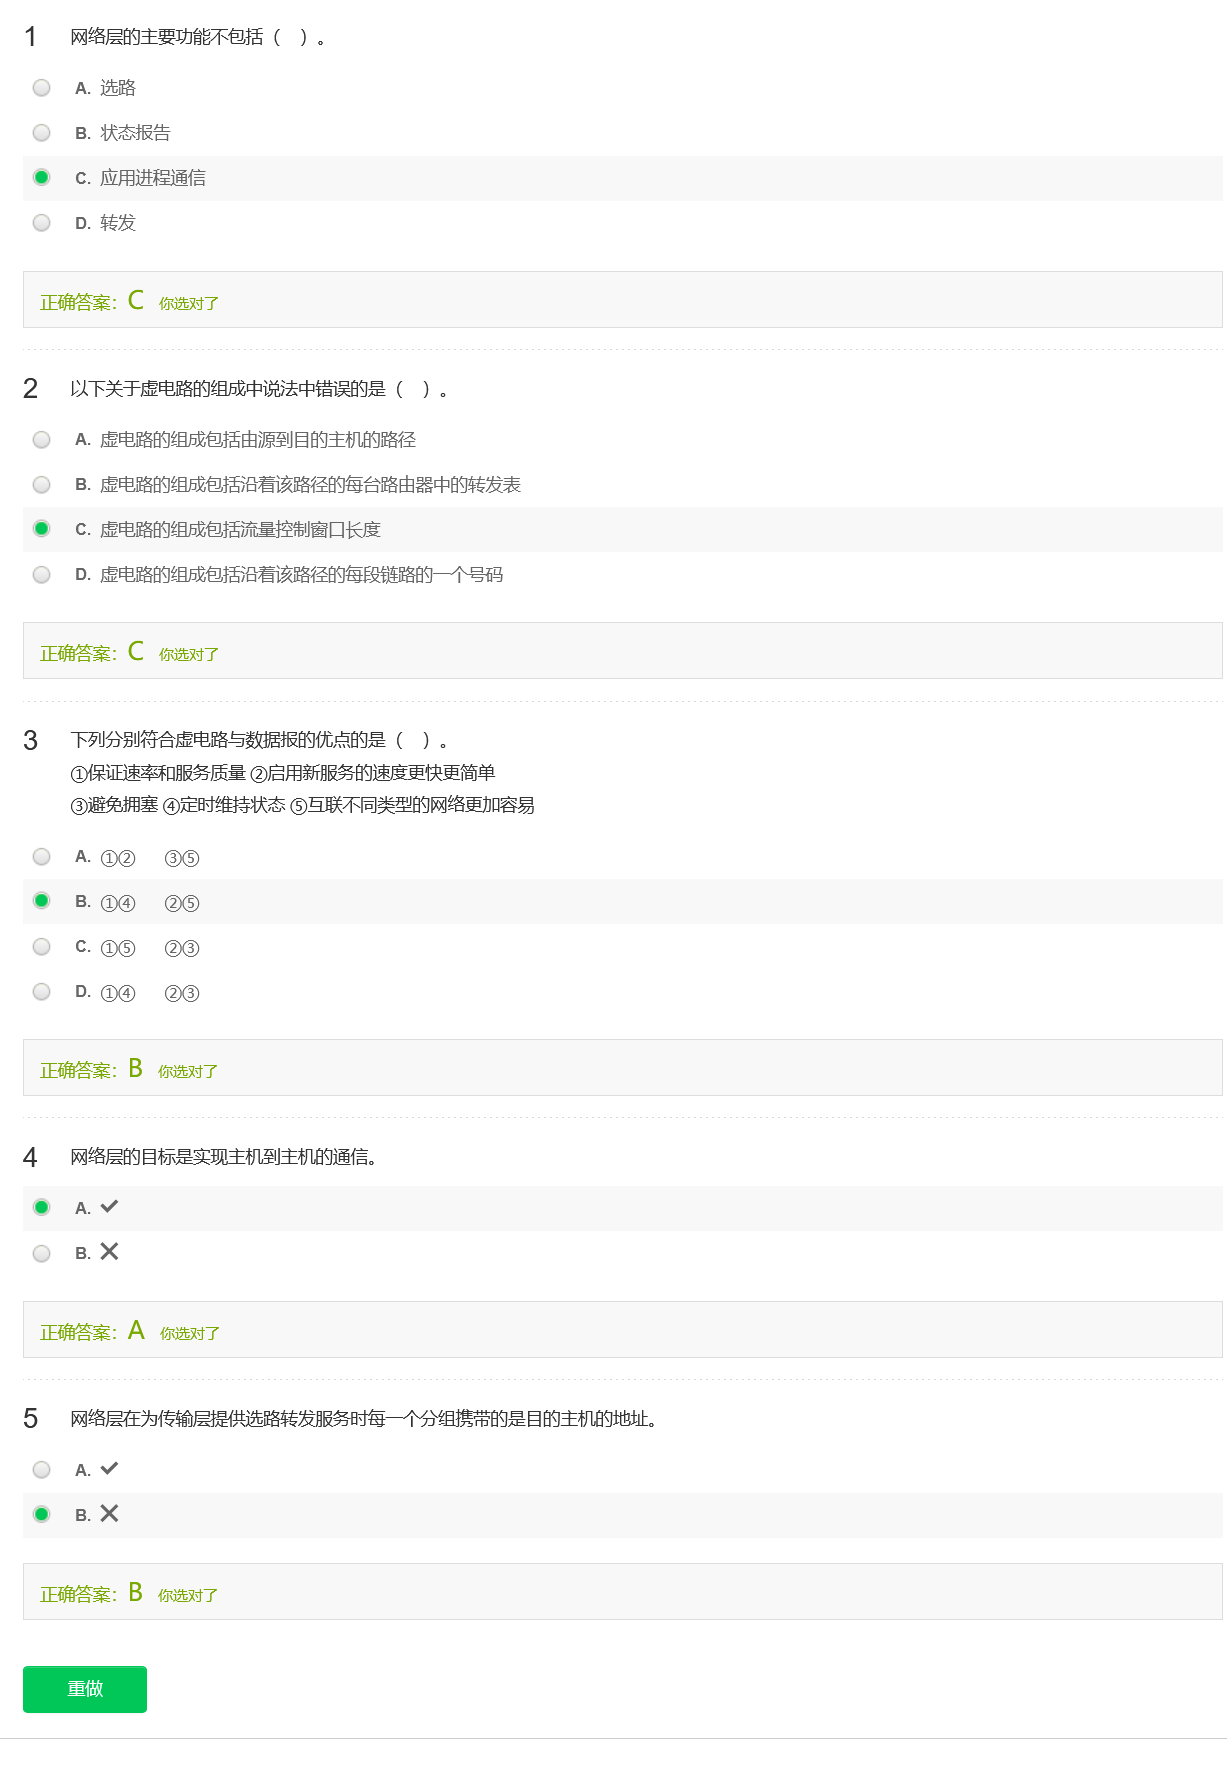 1 网络层的主要功能不包括（　）。
A. 选路
B. 状态报告
C. 应用进程通信
D. 转发
正确答案：C 你选对了
2 以下关于虚电路的组成中说法中错误的是（　）。
A. 虚电路的组成包括由源到目的主机的路径
B. 虚电路的组成包括沿着该路径的每台路由器中的转发表
C. 虚电路的组成包括流量控制窗口长度
D. 虚电路的组成包括沿着该路径的每段链路的一个号码
正确答案：C 你选对了
3 下列分别符合虚电路与数据报的优点的是（　）。
①保证速率和服务质量 ②启用新服务的速度更快更简单
③避免拥塞 ④定时维持状态 ⑤互联不同类型的网络更加容易
A. ①②　③⑤
B. ①④　②⑤
C. ①⑤　②③
D. ①④　②③
正确答案：B 你选对了
4 网络层的目标是实现主机到主机的通信。
A. ✔
B. ✕
正确答案：A 你选对了
5 网络层在为传输层提供选路转发服务时每一个分组携带的是目的主机的地址。
A. ✔
B. ✕
正确答案：B 你选对了
重做